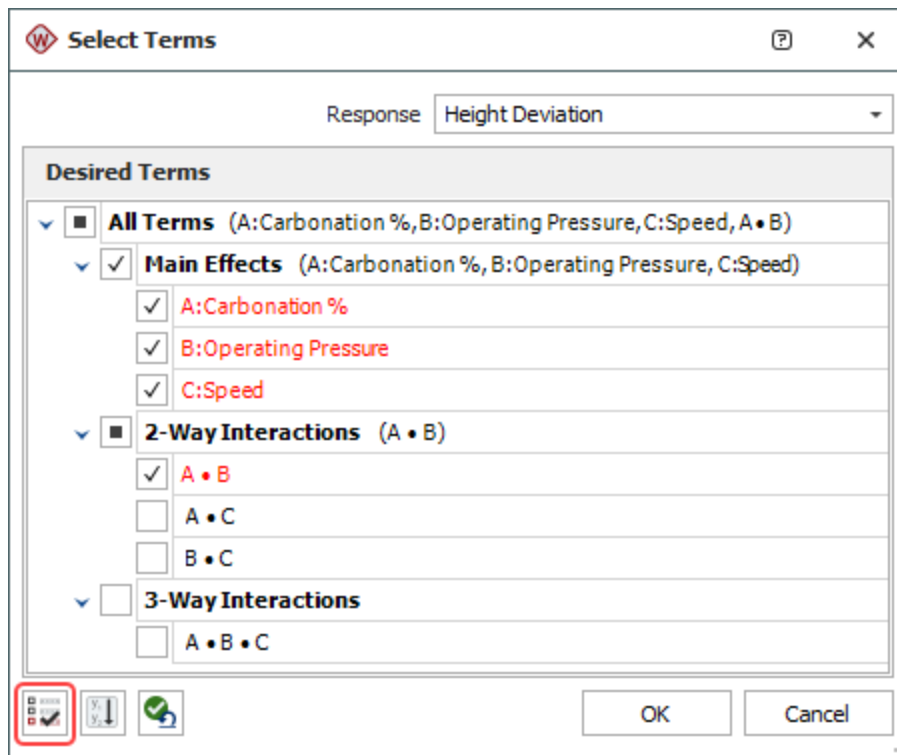 Select Terms
Response Height Deviation
Desired Terms
All Terms (A:Carbonation %,B:Operating Pressure,C:Speed,A•B)
Main Effects (A:Carbonation %,B:Operating Pressure, C:Speed)
A:Carbonation %
B:Operating Pressure
C:Speed
2-Way Interactions (A • B)
A • B
A • C
B • C
3-Way Interactions
A • B • C
OK Cancel